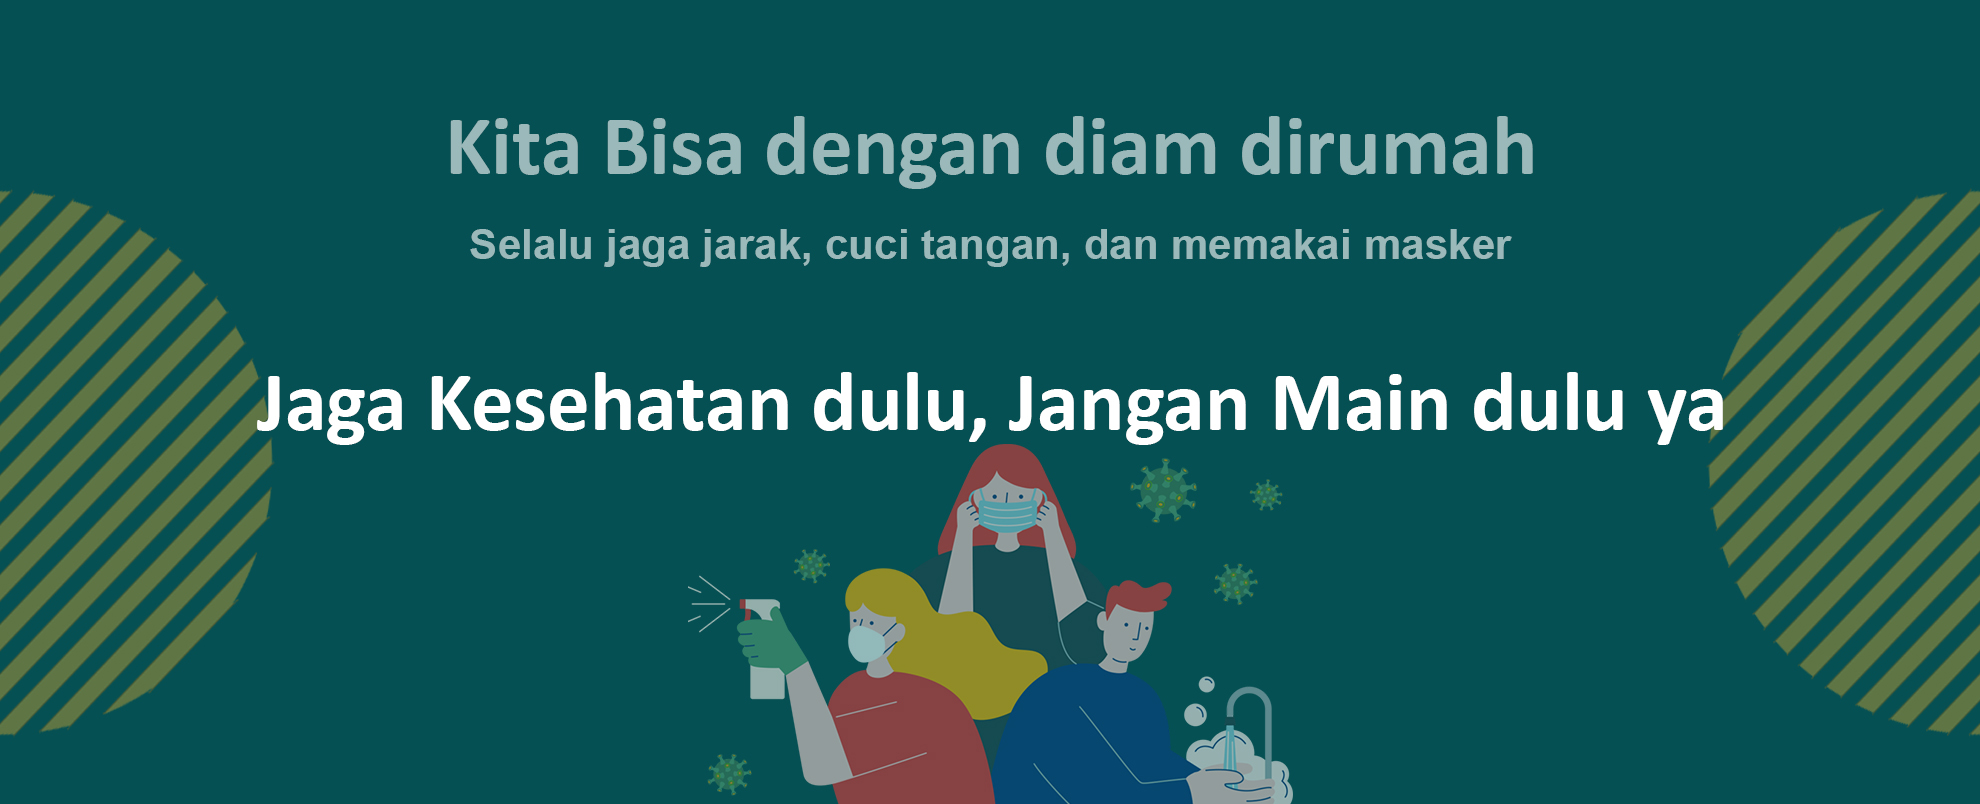 Kita Bisa dengan diam dirumah
Selalu jaga jarak, cuci tangan, dan memakai masker
Jaga Kesehatan dulu, Jangan Main dulu ya